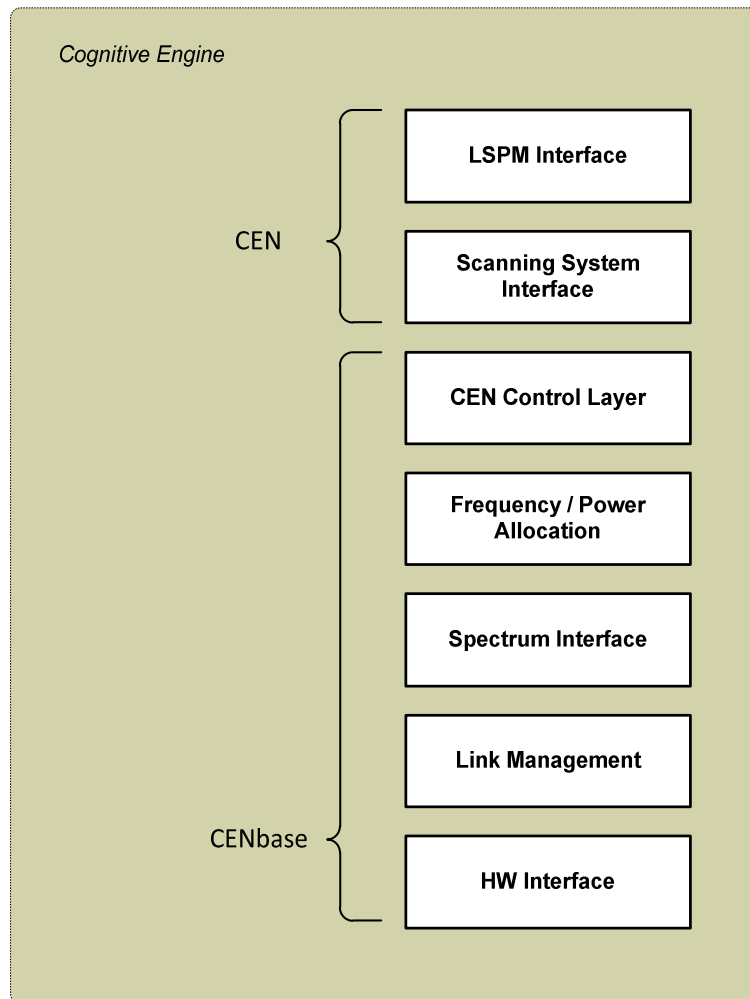 Cognitive Engine
LSPM Interface
CEN
Scanning System
Interface
CEN Control Layer
Frequency / Power
Allocation
Spectrum Interface
Link Management
CENbase
HW Interface